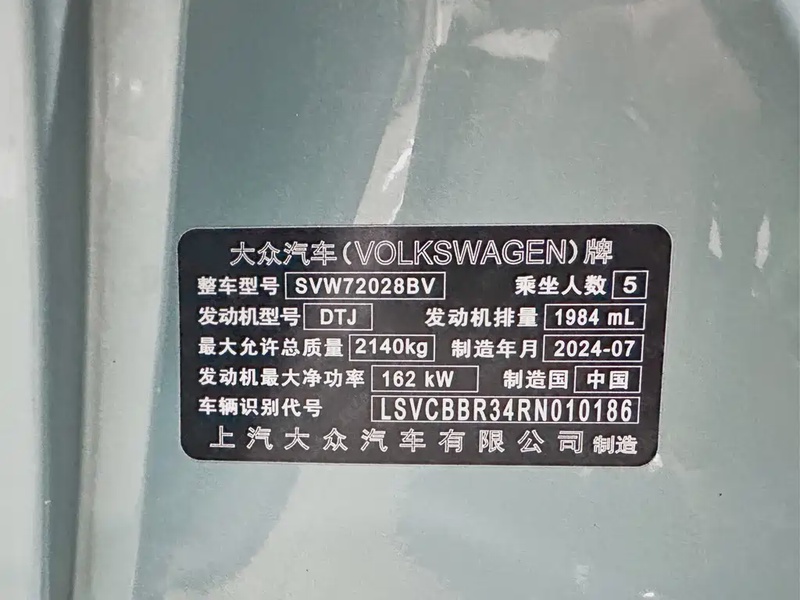 大众汽车(VOLKSWAGEN)牌
整车型号 SVW72028BV 乘坐人数 5
发动机型号 DTJ 发动机排量 1984 mL
最大允许总质量 2140kg 制造年月 2024-07
发动机最大净功率 162 kW 制造国 中国
车辆识别代号 LSVCBBR34RN010186
上汽大众汽车有限公司 制造